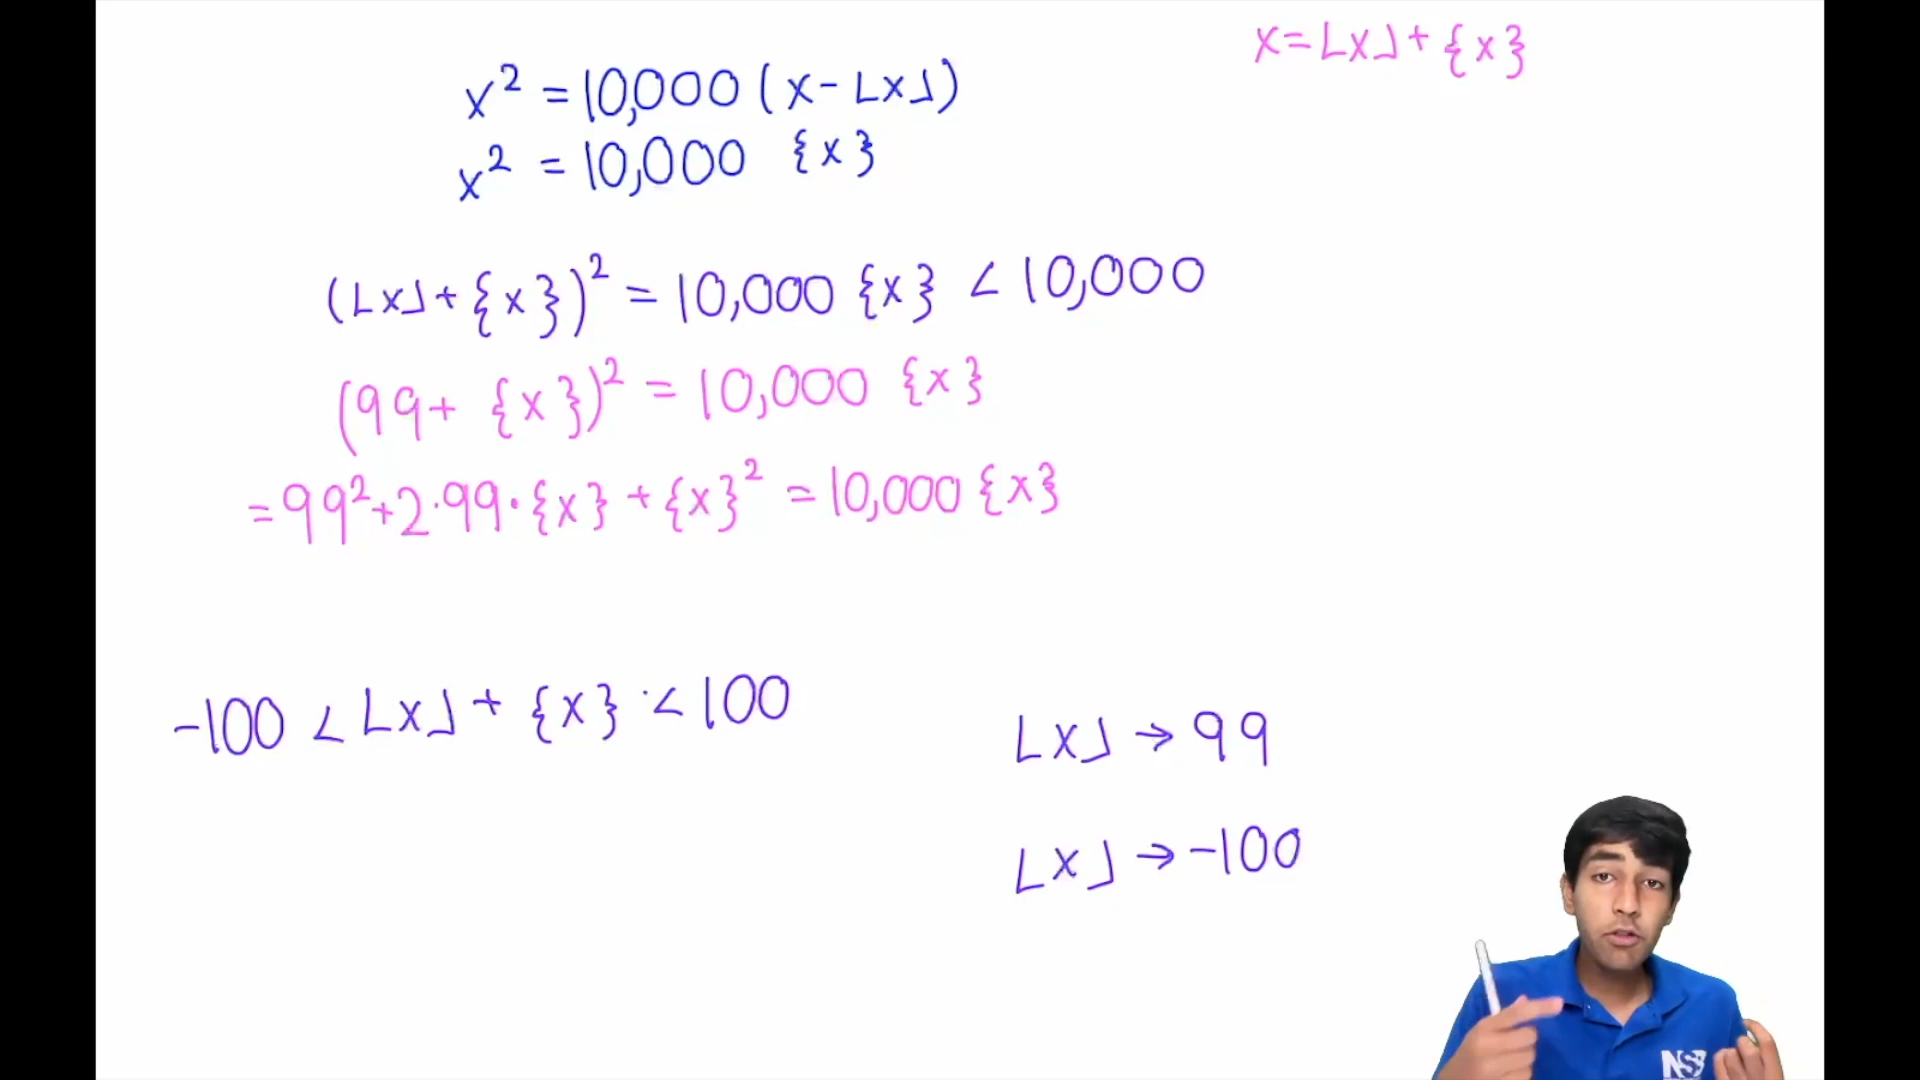 x = ⌊x⌋ + {x}
x² = 10,000 (x - ⌊x⌋)
x² = 10,000 {x}
(⌊x⌋ + {x})² = 10,000 {x} < 10,000
(99 + {x})² = 10,000 {x}
= 99² + 2·99·{x} + {x}² = 10,000 {x}
-100 < ⌊x⌋ + {x} < 100
⌊x⌋ → 99
⌊x⌋ → -100